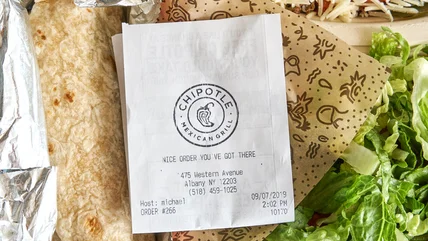 CHIPOTLE
MEXICAN GRILL
NICE ORDER YOU'VE GOT THERE
475 Western Avenue
Albany NY 12203
(518) 459-1025
Host: michael
09/07/2019
ORDER #266
2:02 PM
10170